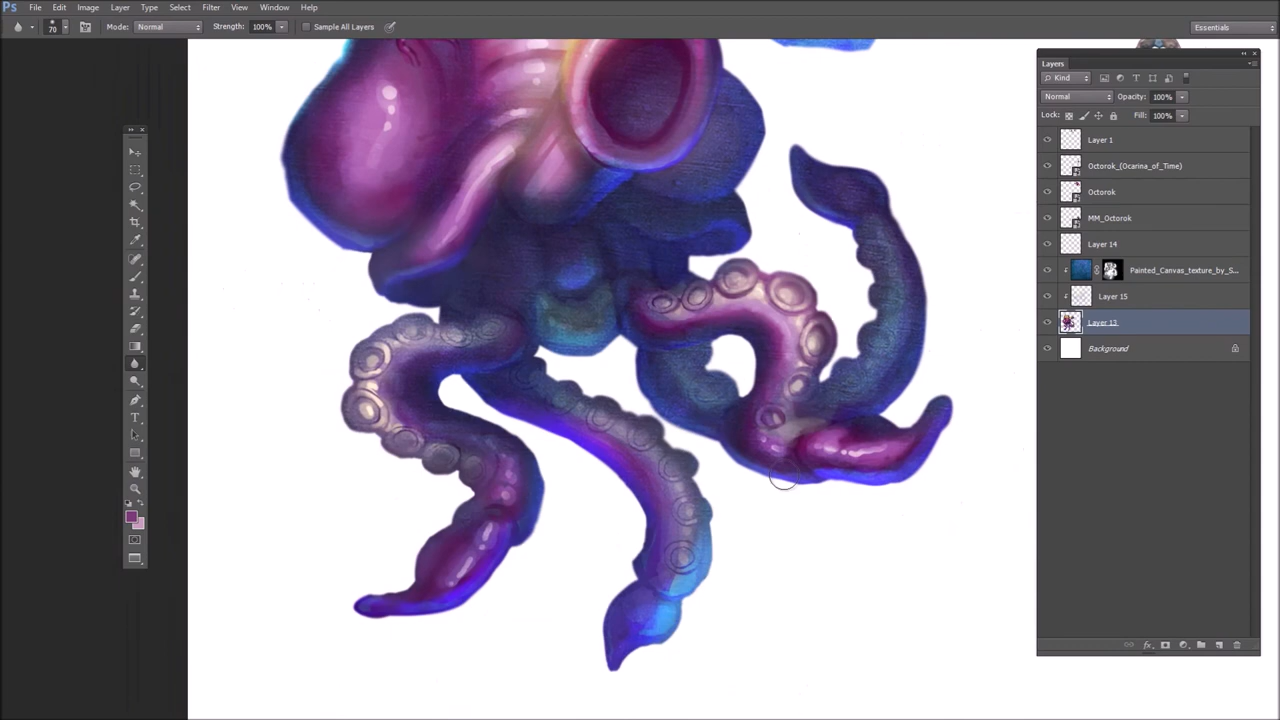 Ps File Edit Image Layer Type Select Filter View Window Help
70 Mode: Normal Strength: 100% Sample All Layers Essentials
Layers
Kind
Normal Opacity: 100%
Lock: Fill: 100%
Layer 1
Octorok_(Ocarina_of_Time)
Octorok
MM_Octorok
Layer 14
Painted_Canvas_texture_by_S...
Layer 15
Layer 13
Background
fx